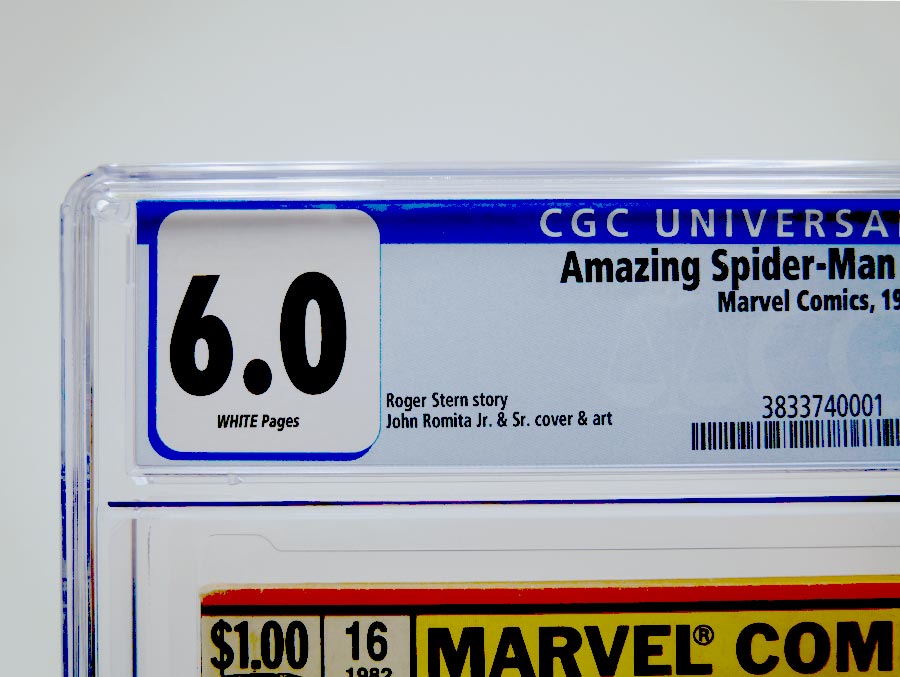 CGC UNIVERSA
6.0
WHITE Pages
Amazing Spider-Man
Marvel Comics, 19
Roger Stern story
John Romita Jr. & Sr. cover & art
3833740001
$1.00
16
1982
MARVEL® COM